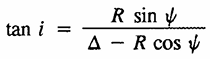 tan i = R sin ψ / Δ − R cos ψ